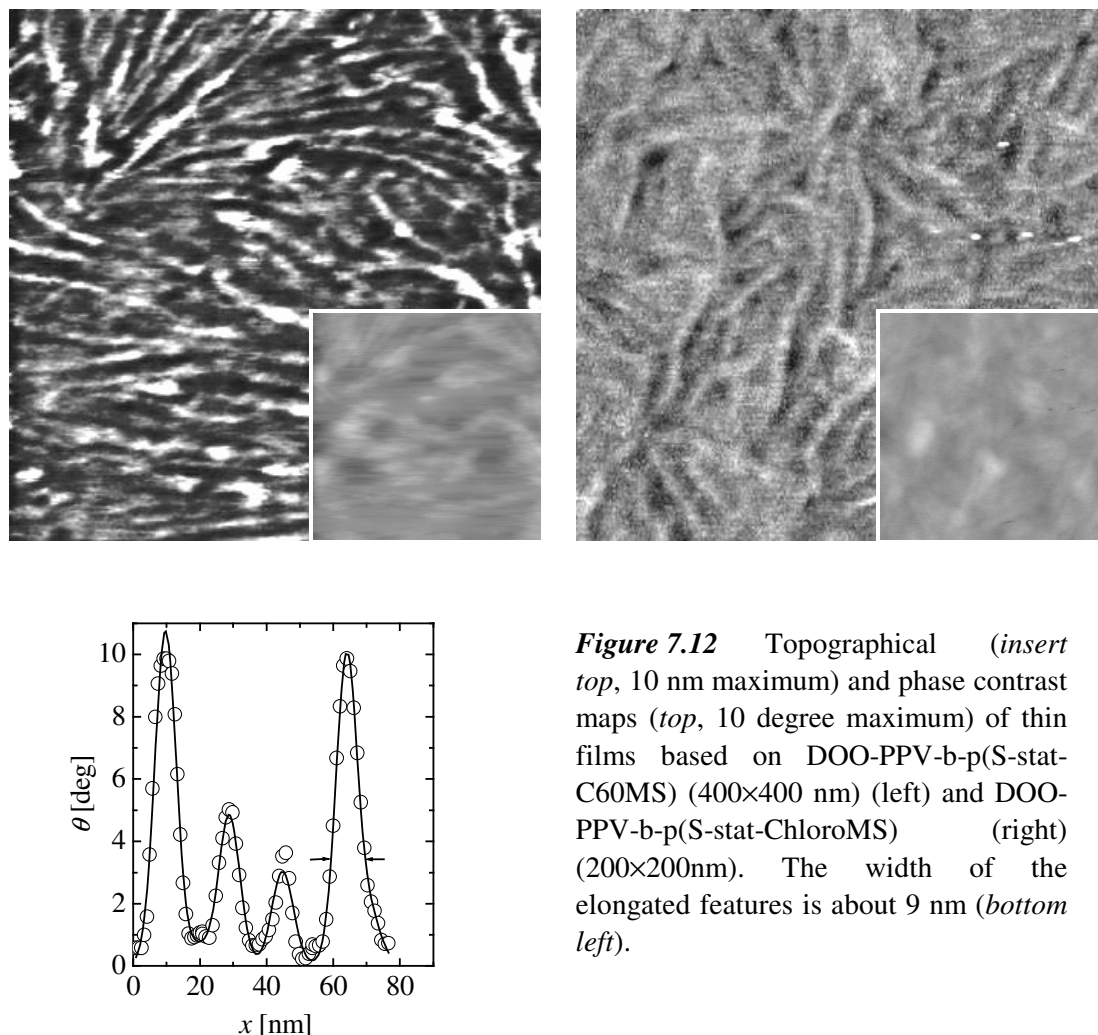 10
8
6
4
2
0
θ [deg]
0 20 40 60 80
x [nm]
Figure 7.12 Topographical (insert
top, 10 nm maximum) and phase contrast
maps (top, 10 degree maximum) of thin
films based on DOO-PPV-b-p(S-stat-
C60MS) (400×400 nm) (left) and DOO-
PPV-b-p(S-stat-ChloroMS) (right)
(200×200nm). The width of the
elongated features is about 9 nm (bottom
left).